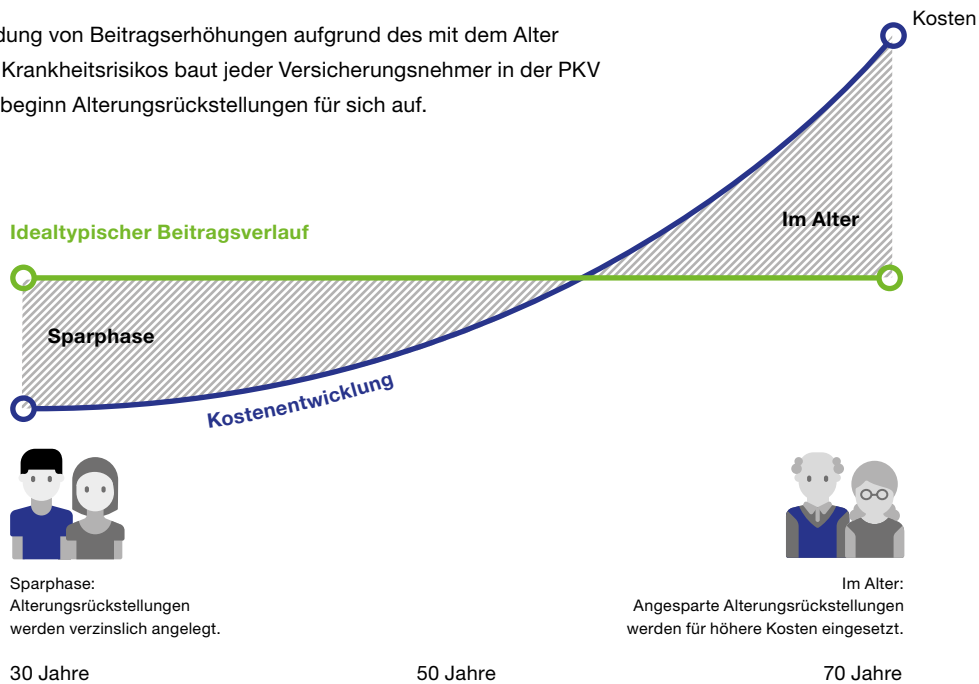 von Beitragserhöhungen aufgrund des mit dem Alter
Krankheitsrisikos baut jeder Versicherungsnehmer in der PKV
Alterungsrückstellungen für sich auf.
Kosten
Idealtypischer Beitragsverlauf
Im Alter
Sparphase
Kostenentwicklung
Sparphase:
Alterungsrückstellungen
werden verzinslich angelegt.
Im Alter:
Angesparte Alterungsrückstellungen
werden für höhere Kosten eingesetzt.
30 Jahre
50 Jahre
70 Jahre